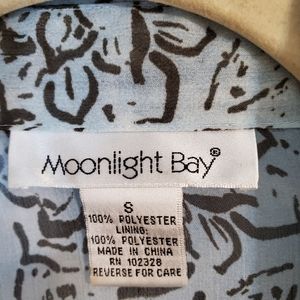 Moonlight Bay®
S
100% POLYESTER
LINING:
100% POLYESTER
MADE IN CHINA
RN 102328
REVERSE FOR CARE